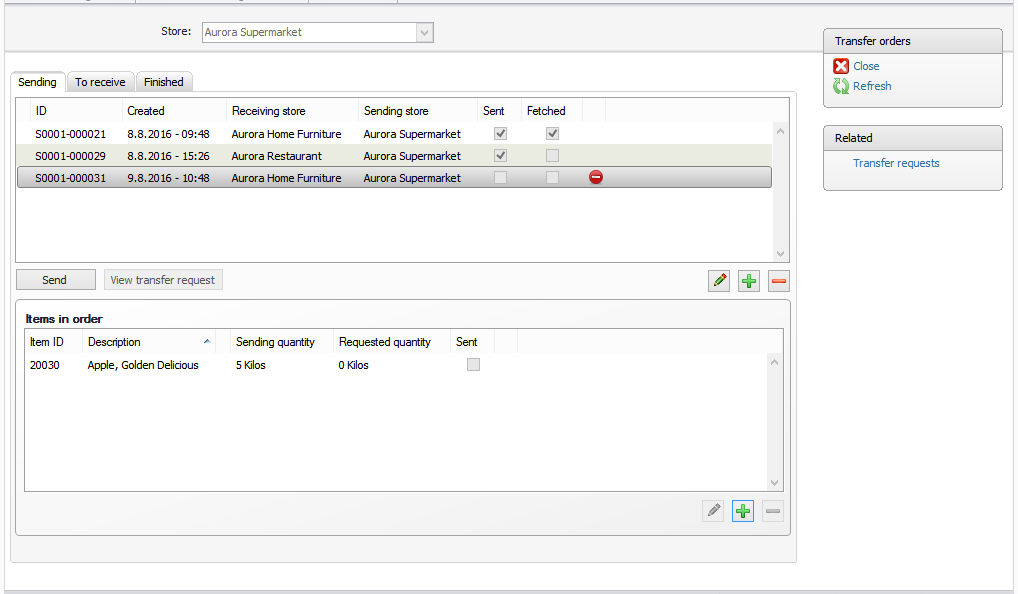 Store: Aurora Supermarket
Transfer orders
Close
Refresh
Related
Transfer requests
Sending To receive Finished
ID Created Receiving store Sending store Sent Fetched
S0001-000021 8.8.2016 - 09:48 Aurora Home Furniture Aurora Supermarket
S0001-000029 8.8.2016 - 15:26 Aurora Restaurant Aurora Supermarket
S0001-000031 9.8.2016 - 10:48 Aurora Home Furniture Aurora Supermarket
Send View transfer request
Items in order
Item ID Description Sending quantity Requested quantity Sent
20030 Apple, Golden Delicious 5 Kilos 0 Kilos